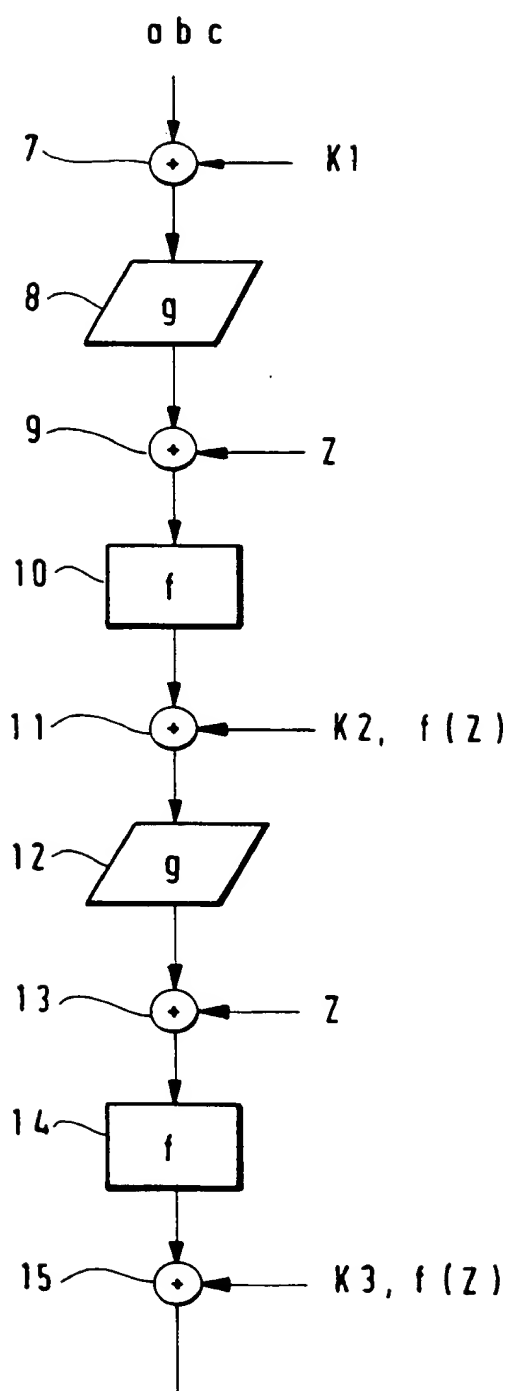 a b c
7 + K1
8 g
9 + Z
10 f
11 + K2, f(Z)
12 g
13 + Z
14 f
15 + K3, f(Z)